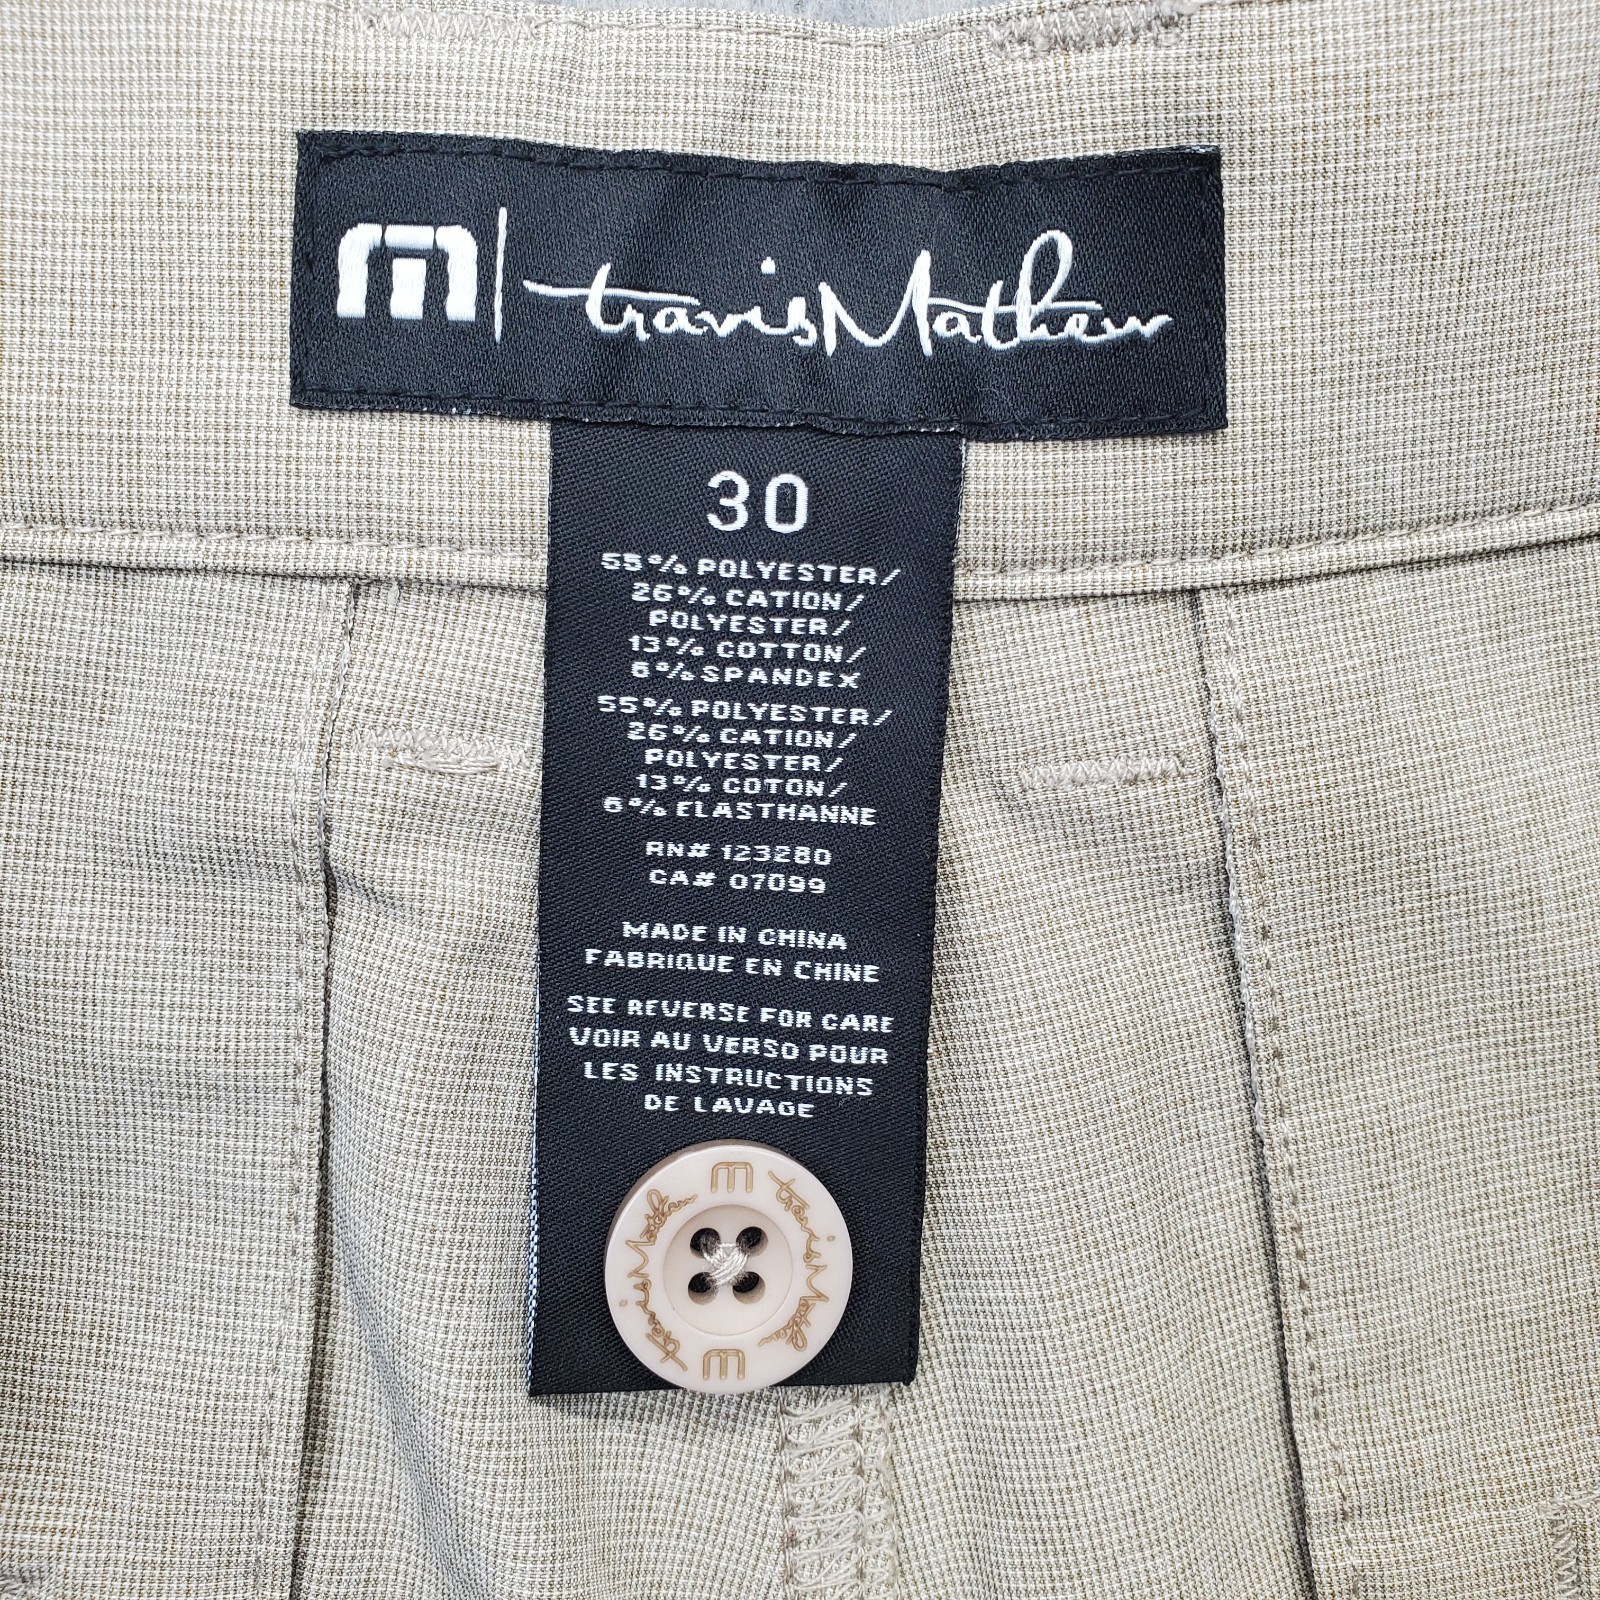 m | travisMathew
30
55% POLYESTER/
26% CATION/
POLYESTER/
13% COTTON/
6% SPANDEX
55% POLYESTER/
26% CATION/
POLYESTER/
13% COTON/
6% ELASTHANNE
RN# 123280
CA# 07099
MADE IN CHINA
FABRIQUE EN CHINE
SEE REVERSE FOR CARE
VOIR AU VERSO POUR
LES INSTRUCTIONS
DE LAVAGE
m travisMathew m travisMathew